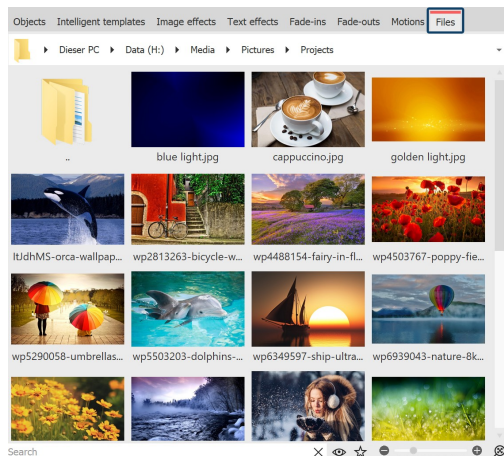 Objects Intelligent templates Image effects Text effects Fade-ins Fade-outs Motions Files
Dieser PC Data (H:) Media Pictures Projects
.. blue light.jpg cappuccino.jpg golden light.jpg
ItJdhMS-orca-wallpap... wp2813263-bicycle-w... wp4488154-fairy-in-fl... wp4503767-poppy-fie...
wp5290058-umbrellas... wp5503203-dolphins-... wp6349597-ship-ultra... wp6939043-nature-8k...
Search